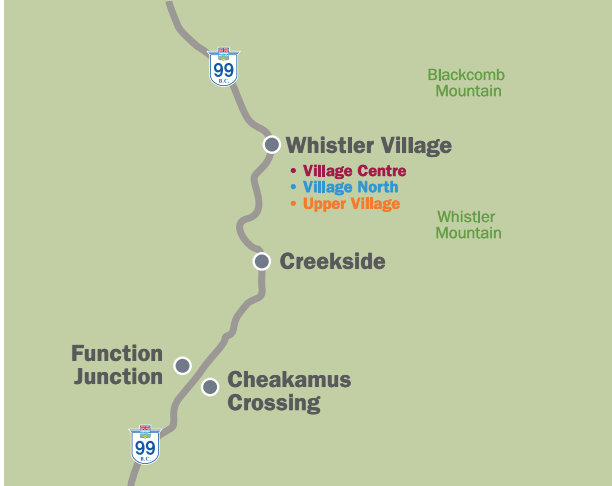 99
B.C.
Blackcomb
Mountain
Whistler Village
• Village Centre
• Village North
• Upper Village
Whistler
Mountain
Creekside
Function
Junction
Cheakamus
Crossing
99
B.C.